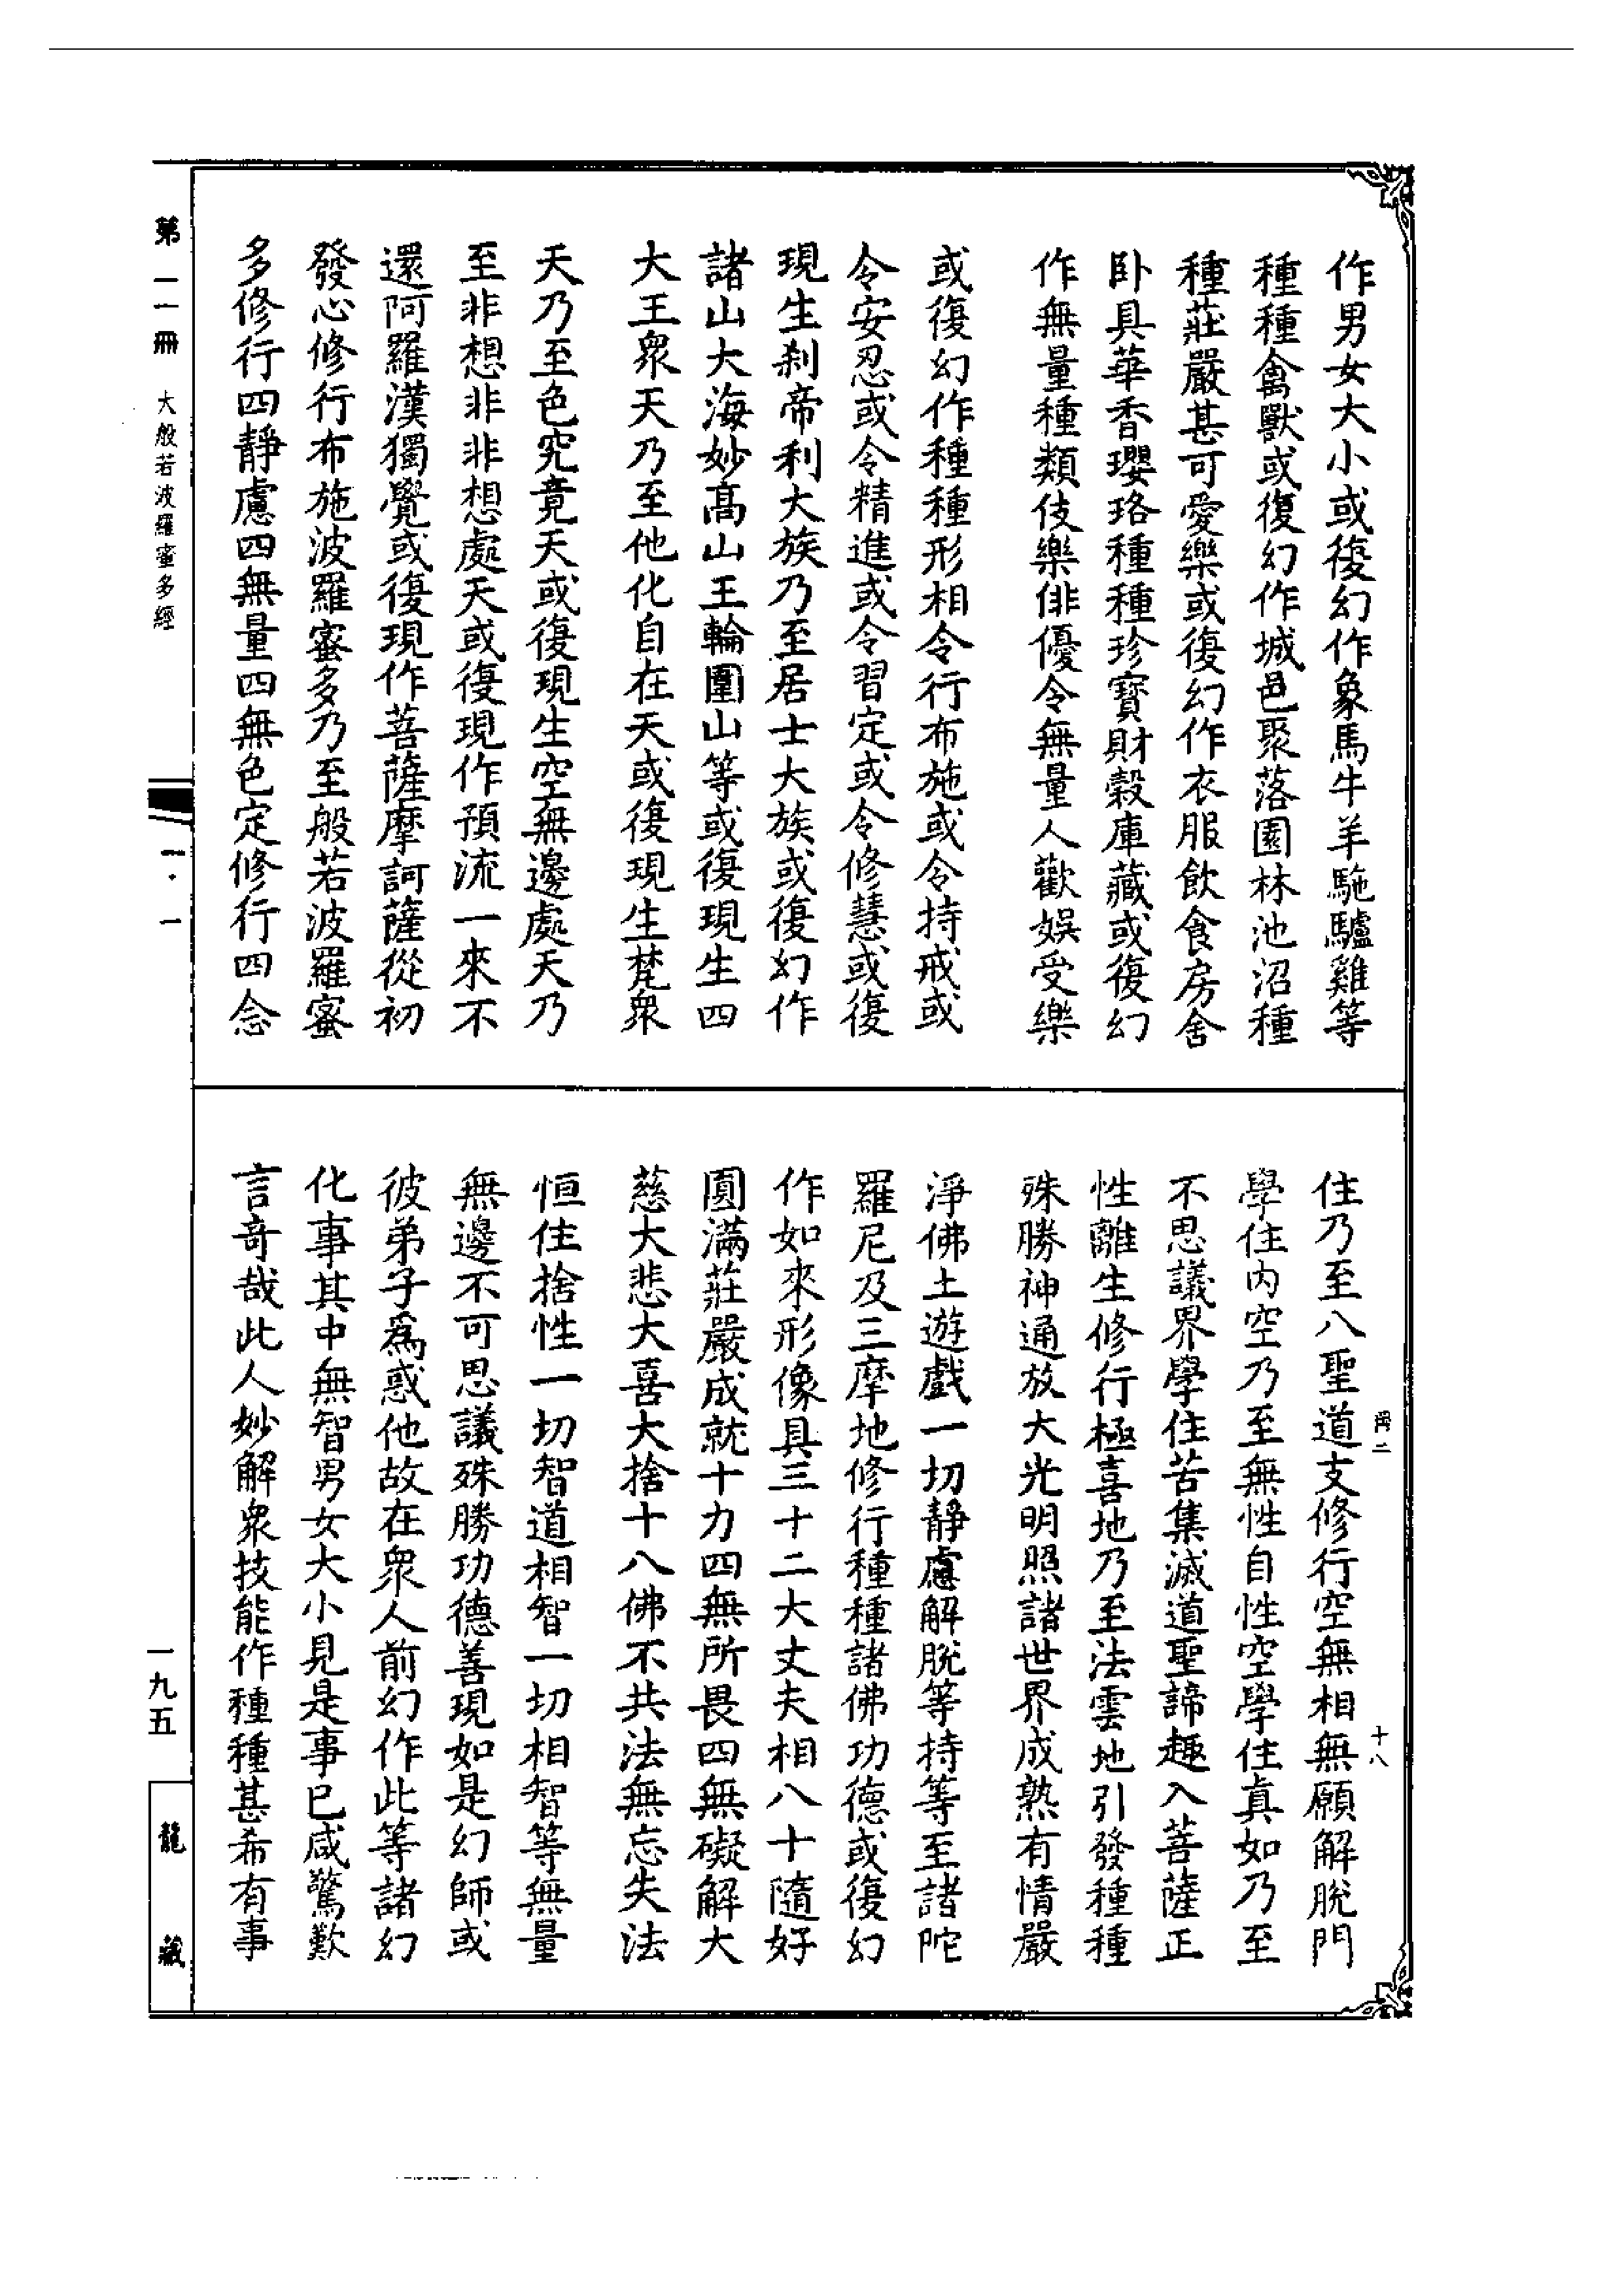 作男女大小或復幻作象馬牛羊駞驢雞等
種種禽獸或復幻作城邑聚落園林池沼種
種莊嚴甚可愛樂或復幻作衣服飲食房舍
卧具華香瓔珞種種珍寶財穀庫藏或復幻
作無量種類伎樂俳優令無量人歡娛受樂
或復幻作種種形相令行布施或令持戒或
令安忍或令精進或令習定或令修慧或復
現生剎帝利大族乃至居士大族或復幻作
諸山大海妙高山王輪圍山等或復現生四
大王衆天乃至他化自在天或復現生梵衆
天乃至色究竟天或復現生空無邊處天乃
至非想非非想處天或復現作預流一來不
還阿羅漢獨覺或復現作菩薩摩訶薩從初
發心修行布施波羅蜜多乃至般若波羅蜜
多修行四靜慮四無量四無色定修行四念
住乃至八聖道支修行空無相無願解脫門
學住內空乃至無性自性空學住真如乃至
不思議界學住苦集滅道聖諦趣入菩薩正
性離生修行極喜地乃至法雲地引發種種
殊勝神通放大光明照諸世界成熟有情嚴
淨佛土遊戲一切靜慮解脫等持等至諸陀
羅尼及三摩地修行種種諸佛功德或復幻
作如來形像具三十二大丈夫相八十隨好
圓滿莊嚴成就十力四無所畏四無礙解大
慈大悲大喜大捨十八佛不共法無忘失法
恒住捨性一切智道相智一切相智等無量
無邊不可思議殊勝功德善現如是幻師或
彼弟子爲惑他故在衆人前幻作此等諸幻
化事其中無智男女大小見是事已咸驚歎
言奇哉此人妙解衆技能作種種甚希有事
十八
第一一冊 大般若波羅蜜多經
一九五
龍藏